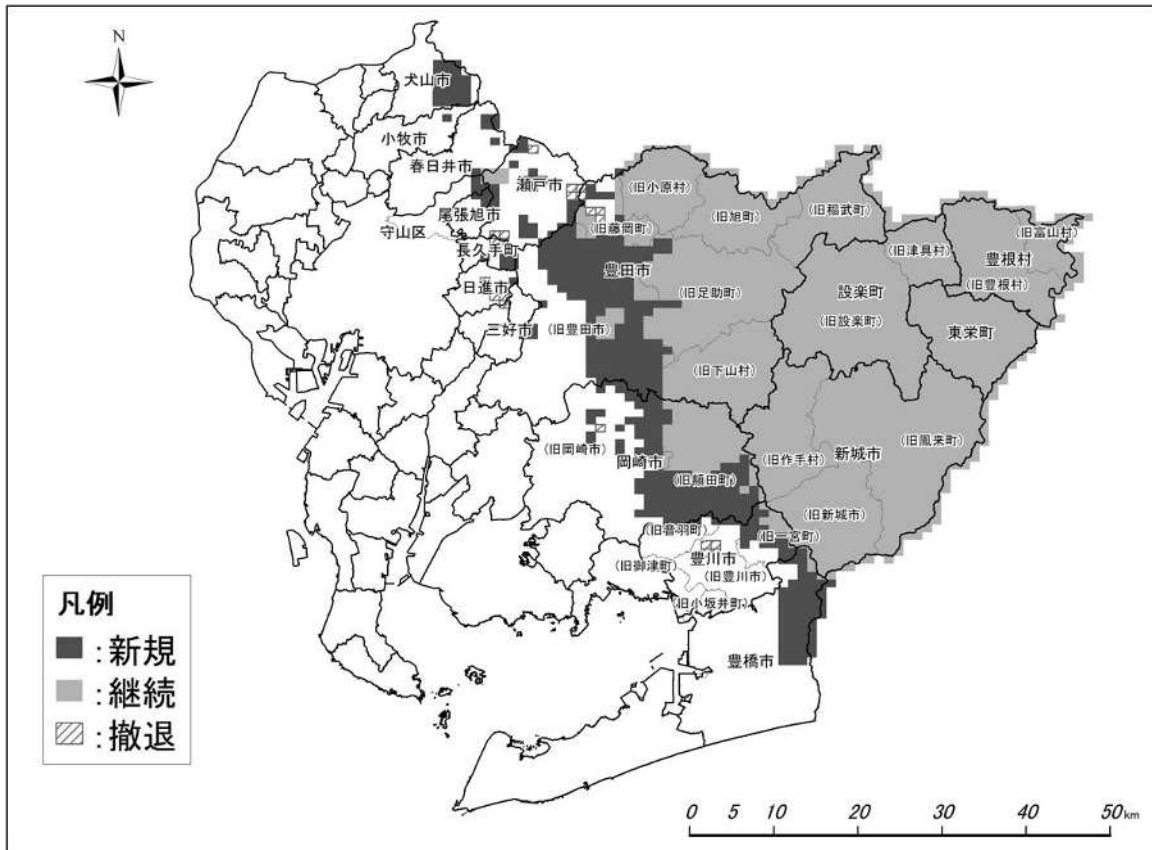 N
犬山市
小牧市
春日井市
瀬戸市
尾張旭市
守山区
長久手町
日進市
三好市
(旧小原村)
(旧藤岡町)
(旧旭町)
(旧稲武町)
(旧津具村)
(旧富山村)
豊根村
(旧豊根村)
豊田市
(旧足助町)
設楽町
(旧設楽町)
東栄町
(旧豊田市)
(旧下山村)
(旧岡崎市)
岡崎市
(旧額田町)
(旧作手村)
新城市
(旧鳳来町)
(旧新城市)
(旧音羽町)
(旧一宮町)
豊川市
(旧御津町)
(旧豊川市)
(旧小坂井町)
豊橋市
凡例
:新規
:継続
:撤退
0 5 10 20 30 40 50 km